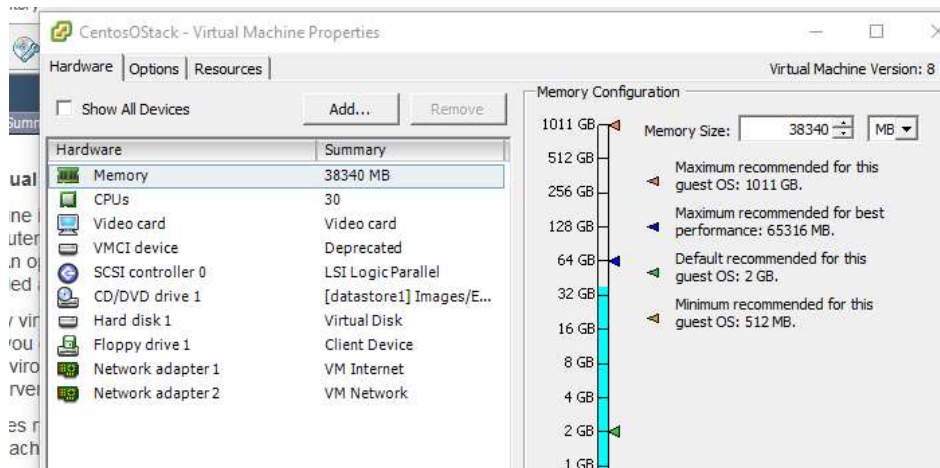 CentosOStack - Virtual Machine Properties
Hardware Options Resources
Virtual Machine Version: 8
Show All Devices
Add...
Remove
Hardware Summary
Memory 38340 MB
CPUs 30
Video card Video card
VMCI device Deprecated
SCSI controller 0 LSI Logic Parallel
CD/DVD drive 1 [datastore1] Images/E...
Hard disk 1 Virtual Disk
Floppy drive 1 Client Device
Network adapter 1 VM Internet
Network adapter 2 VM Network
Memory Configuration
1011 GB
512 GB
256 GB
128 GB
64 GB
32 GB
16 GB
8 GB
4 GB
2 GB
1 GB
Memory Size: 38340 MB
Maximum recommended for this
guest OS: 1011 GB.
Maximum recommended for best
performance: 65316 MB.
Default recommended for this
guest OS: 2 GB.
Minimum recommended for this
guest OS: 512 MB.